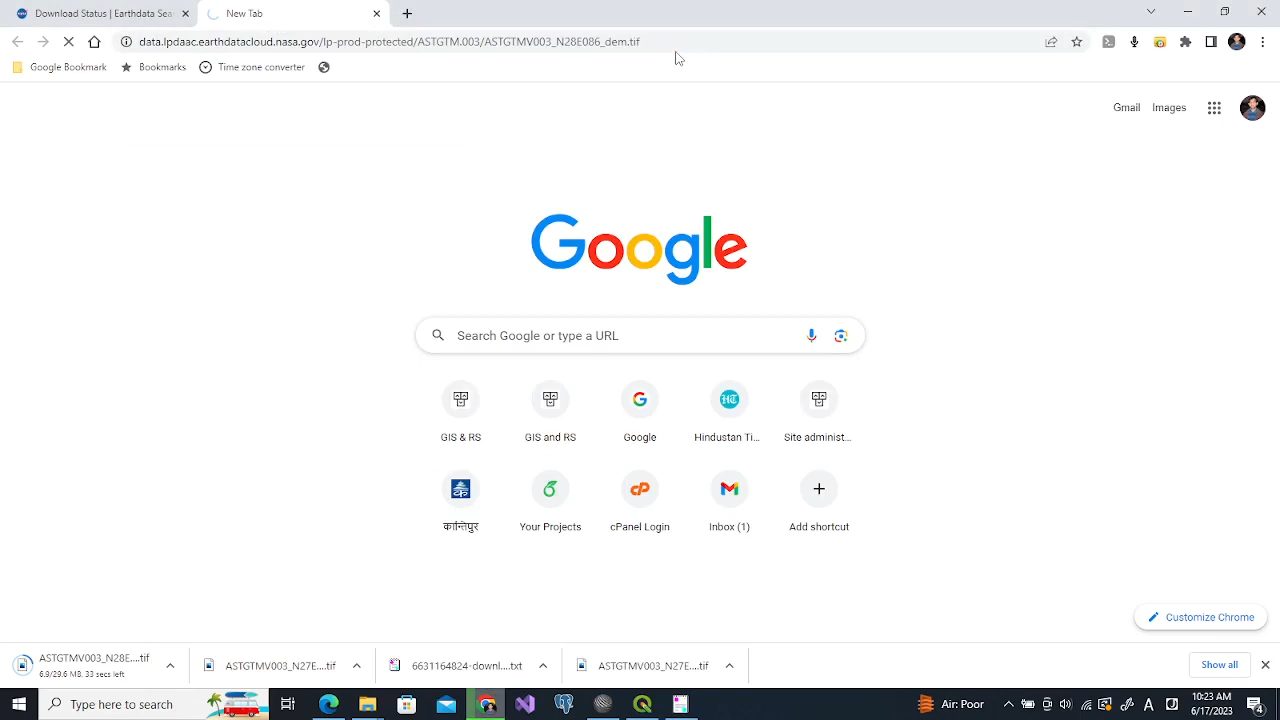 Download Status | Earthdata Sea
New Tab
data.lpdaac.earthdatacloud.nasa.gov/lp-prod-protected/ASTGTM.003/ASTGTMV003_N28E086_dem.tif
Google Bookmark
Bookmarks
Time zone converter
Gmail
Images
Google
Search Google or type a URL
GIS & RS
GIS and RS
Google
Hindustan Ti...
Site administ...
कान्तिपुर
Your Projects
cPanel Login
Inbox (1)
Add shortcut
Customize Chrome
ASTGTMV003_N28E....tif
6.9/29.6 MB, 33 secs left
ASTGTMV003_N27E....tif
6631164824-downl....txt
ASTGTMV003_N27E....tif
Show all
Type here to search
Air Poor
A
10:23 AM
6/17/2023
4